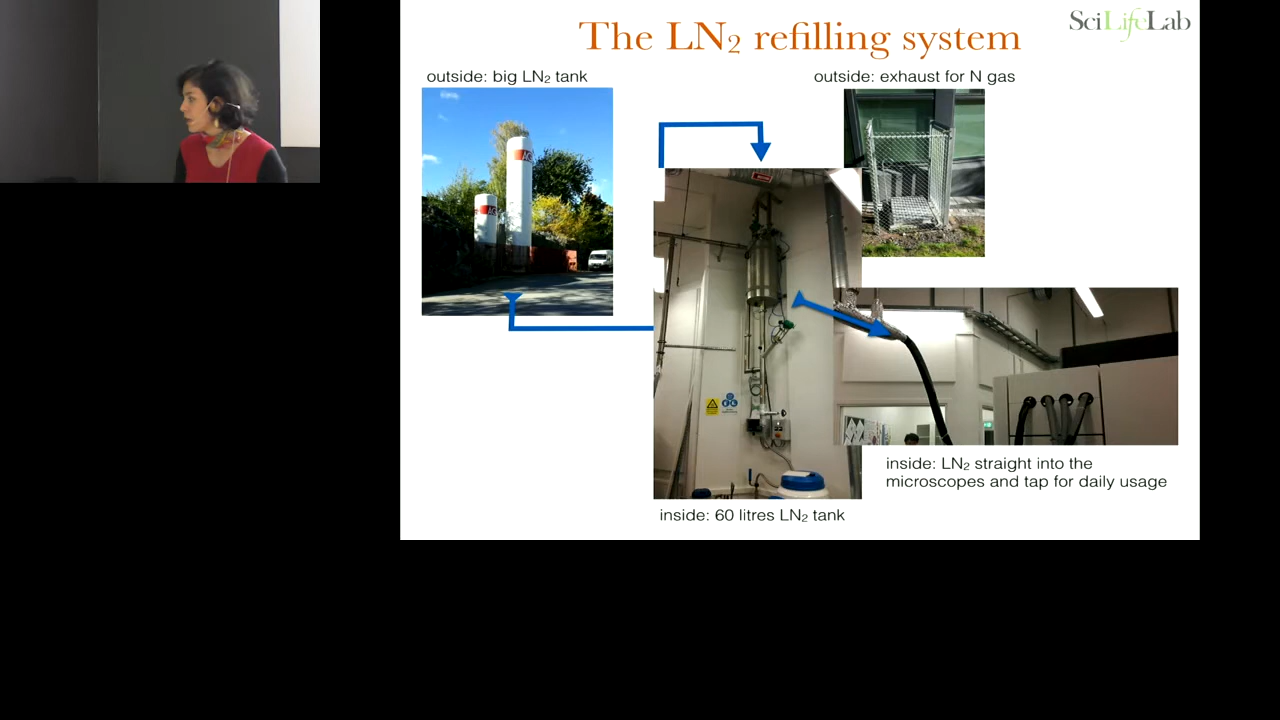 The LN₂ refilling system
SciLifeLab
outside: big LN₂ tank
outside: exhaust for N gas
inside: LN₂ straight into the
microscopes and tap for daily usage
inside: 60 litres LN₂ tank